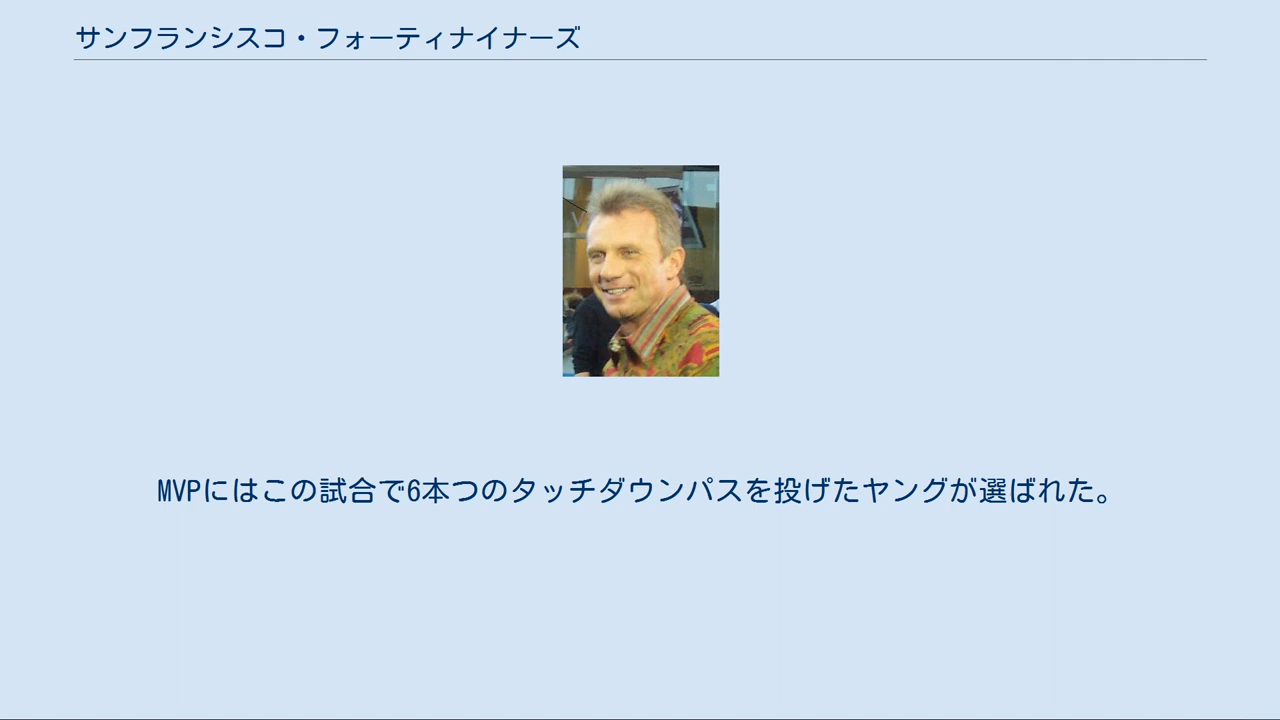 サンフランシスコ・フォーティナイナーズ
MVPにはこの試合で6本つのタッチダウンパスを投げたヤングが選ばれた。